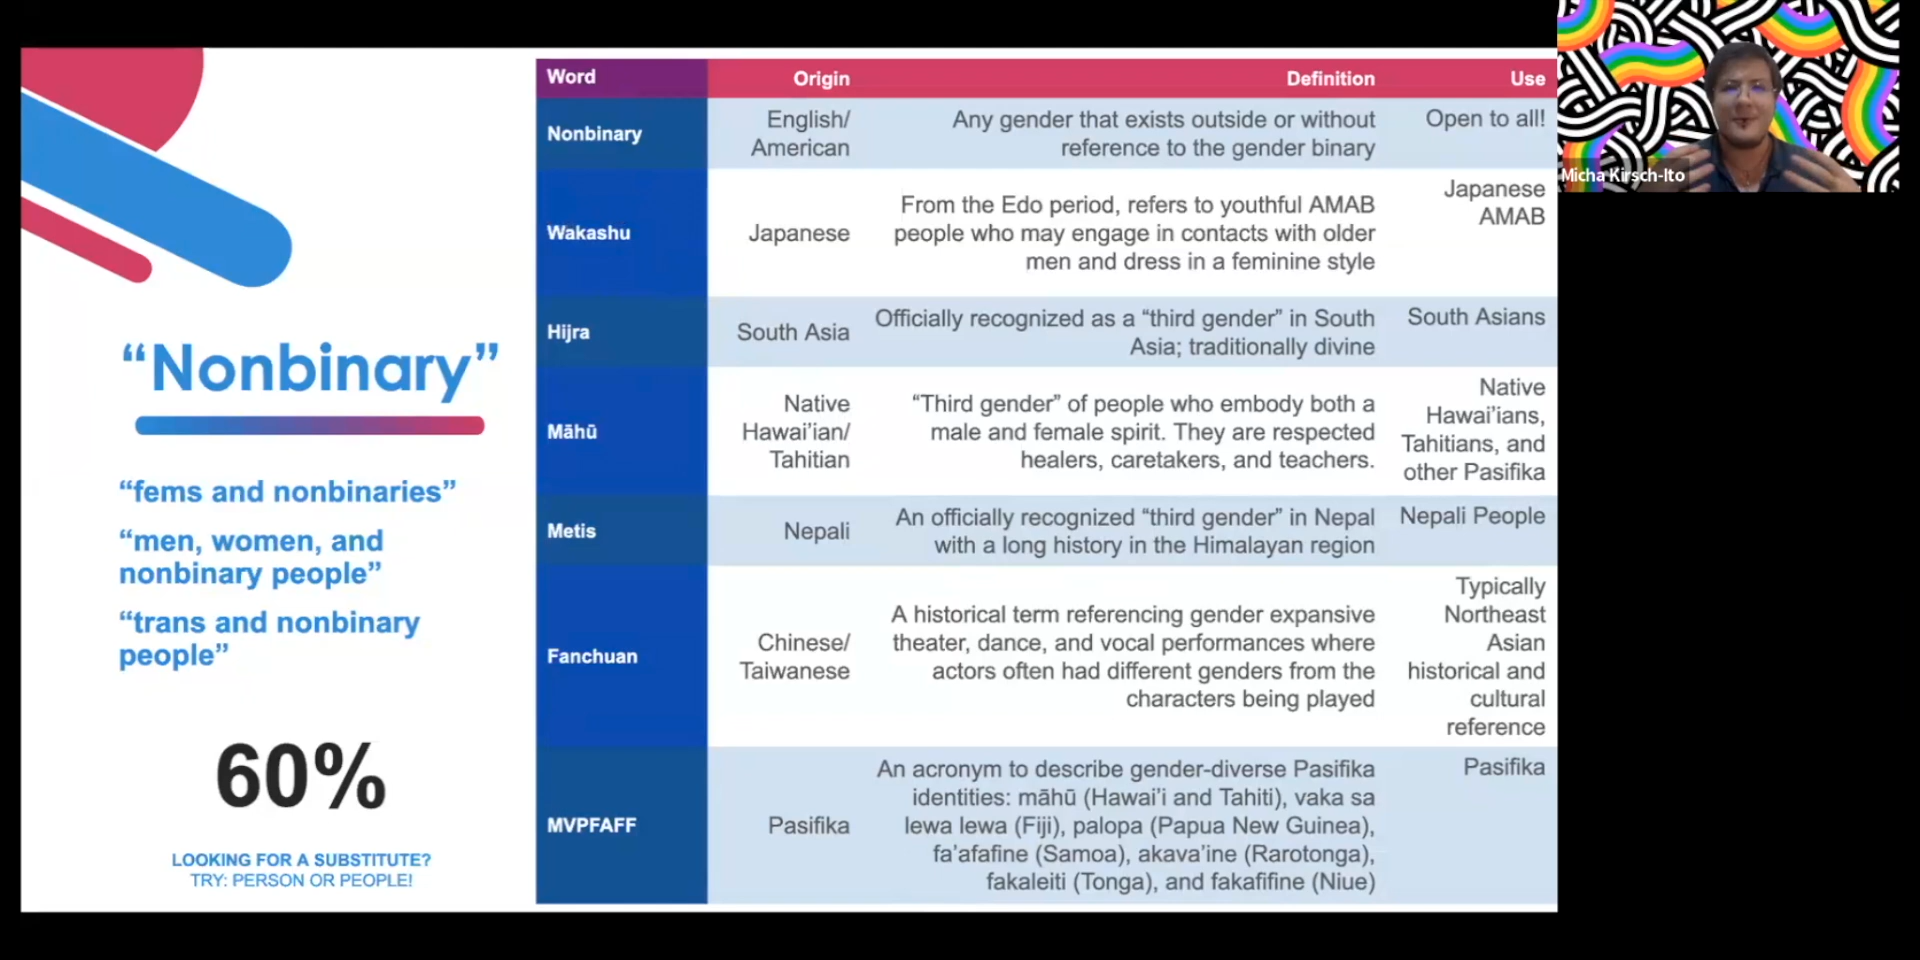 “Nonbinary”
“fems and nonbinaries”
“men, women, and
nonbinary people”
“trans and nonbinary
people”
60%
LOOKING FOR A SUBSTITUTE?
TRY: PERSON OR PEOPLE!
Word Origin Definition Use
Nonbinary
English/
American
Any gender that exists outside or without
reference to the gender binary
Open to all!
Wakashu
Japanese
From the Edo period, refers to youthful AMAB
people who may engage in contacts with older
men and dress in a feminine style
Japanese
AMAB
Hijra
South Asia
Officially recognized as a “third gender” in South
Asia; traditionally divine
South Asians
Māhū
Native
Hawai’ian/
Tahitian
“Third gender” of people who embody both a
male and female spirit. They are respected
healers, caretakers, and teachers.
Native
Hawai’ians,
Tahitians, and
other Pasifika
Metis
Nepali
An officially recognized “third gender” in Nepal
with a long history in the Himalayan region
Nepali People
Fanchuan
Chinese/
Taiwanese
A historical term referencing gender expansive
theater, dance, and vocal performances where
actors often had different genders from the
characters being played
Typically
Northeast
Asian
historical and
cultural
reference
MVPFAFF
Pasifika
An acronym to describe gender-diverse Pasifika
identities: māhū (Hawai’i and Tahiti), vaka sa
lewa lewa (Fiji), palopa (Papua New Guinea),
fa’afafine (Samoa), akava’ine (Rarotonga),
fakaleiti (Tonga), and fakafifine (Niue)
Pasifika
Micha Kirsch-Ito